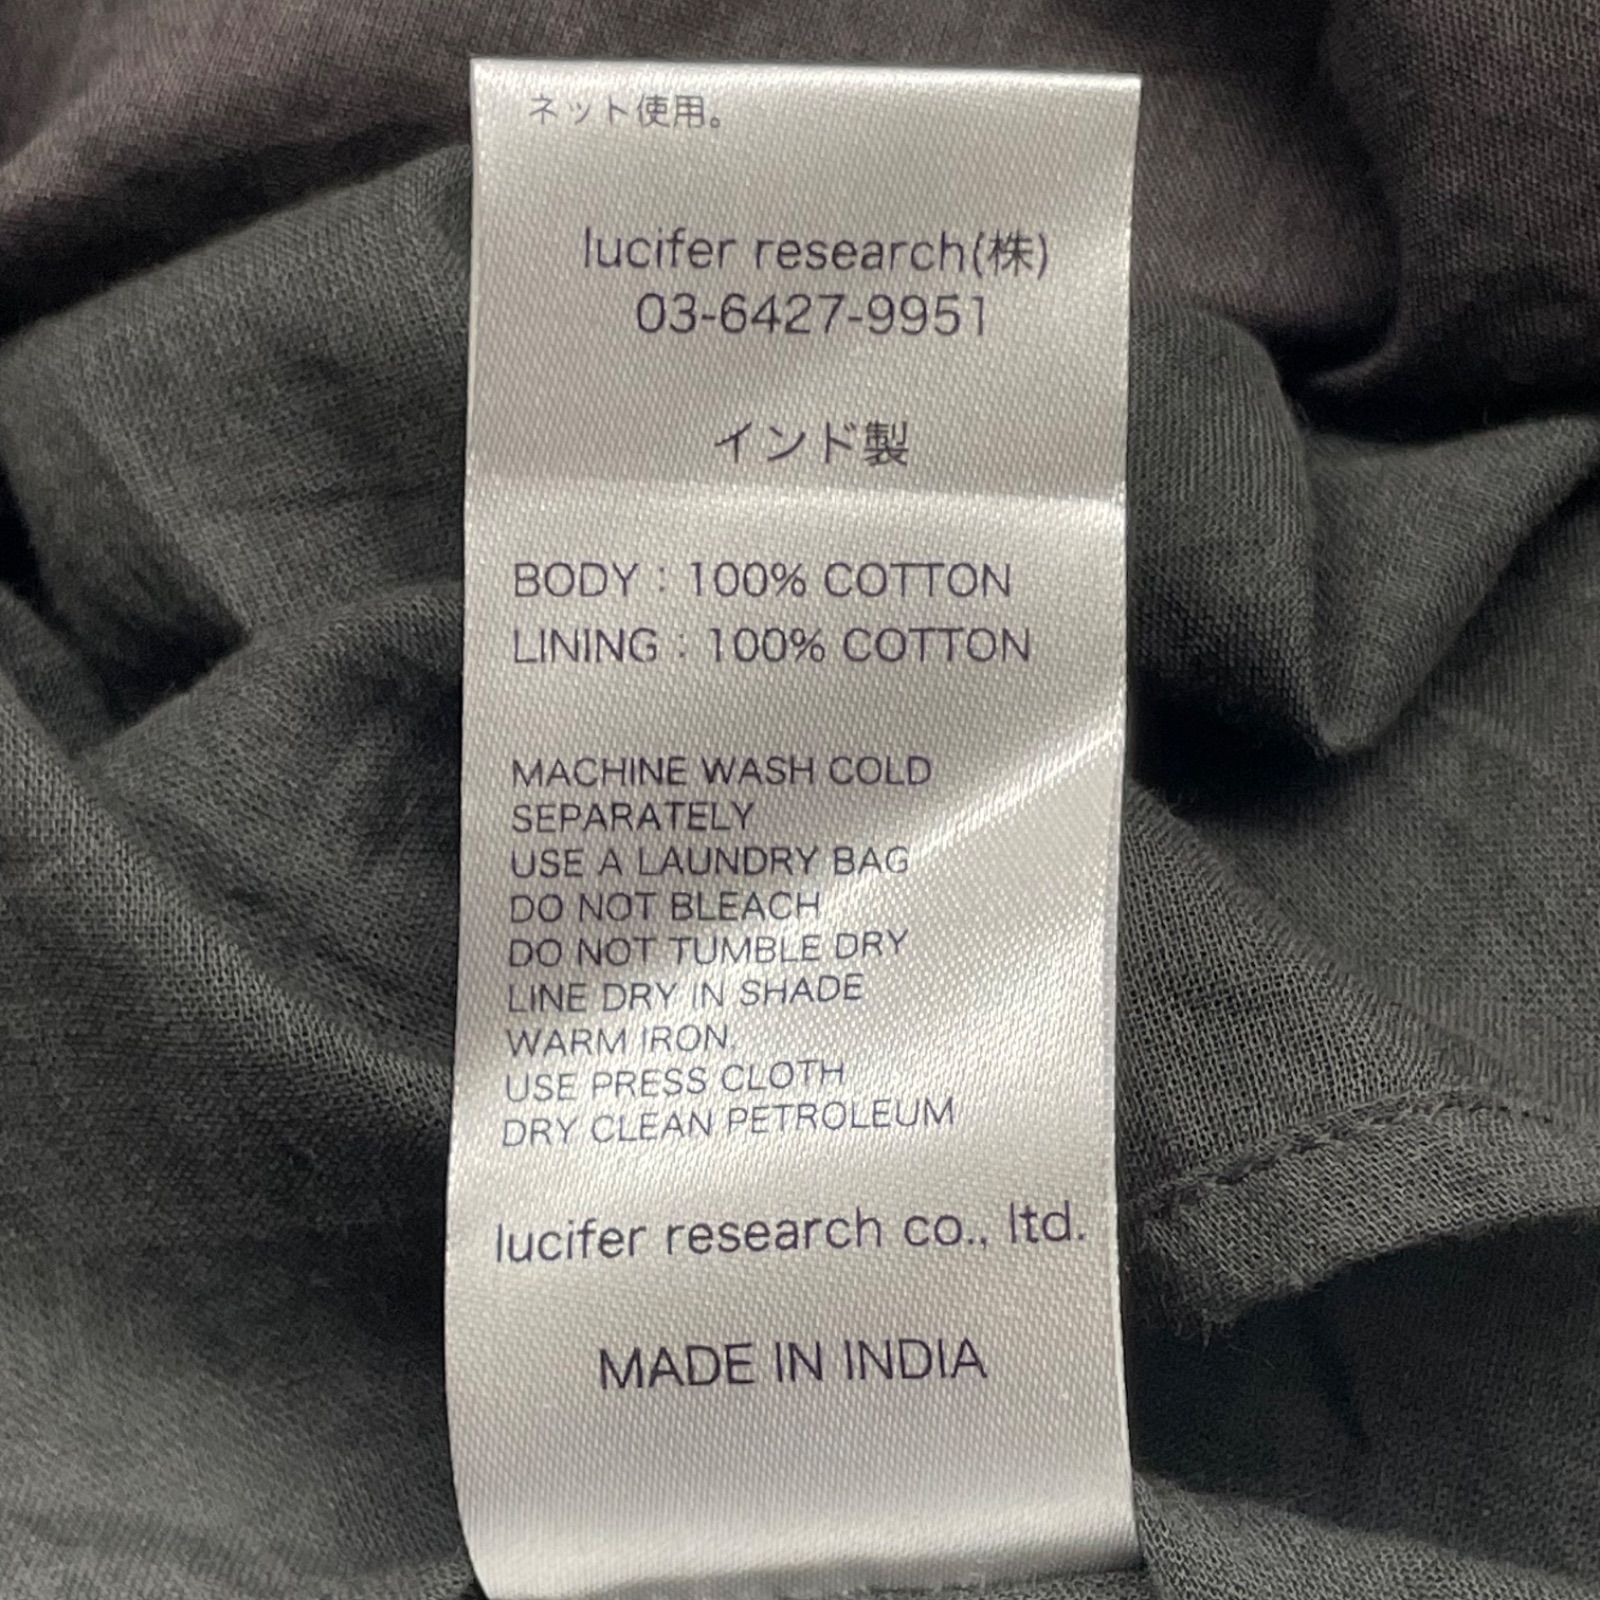 ネット使用。
lucifer research(株)
03-6427-9951
インド製
BODY : 100% COTTON
LINING : 100% COTTON
MACHINE WASH COLD
SEPARATELY
USE A LAUNDRY BAG
DO NOT BLEACH
DO NOT TUMBLE DRY
LINE DRY IN SHADE
WARM IRON.
USE PRESS CLOTH
DRY CLEAN PETROLEUM
lucifer research co., ltd.
MADE IN INDIA